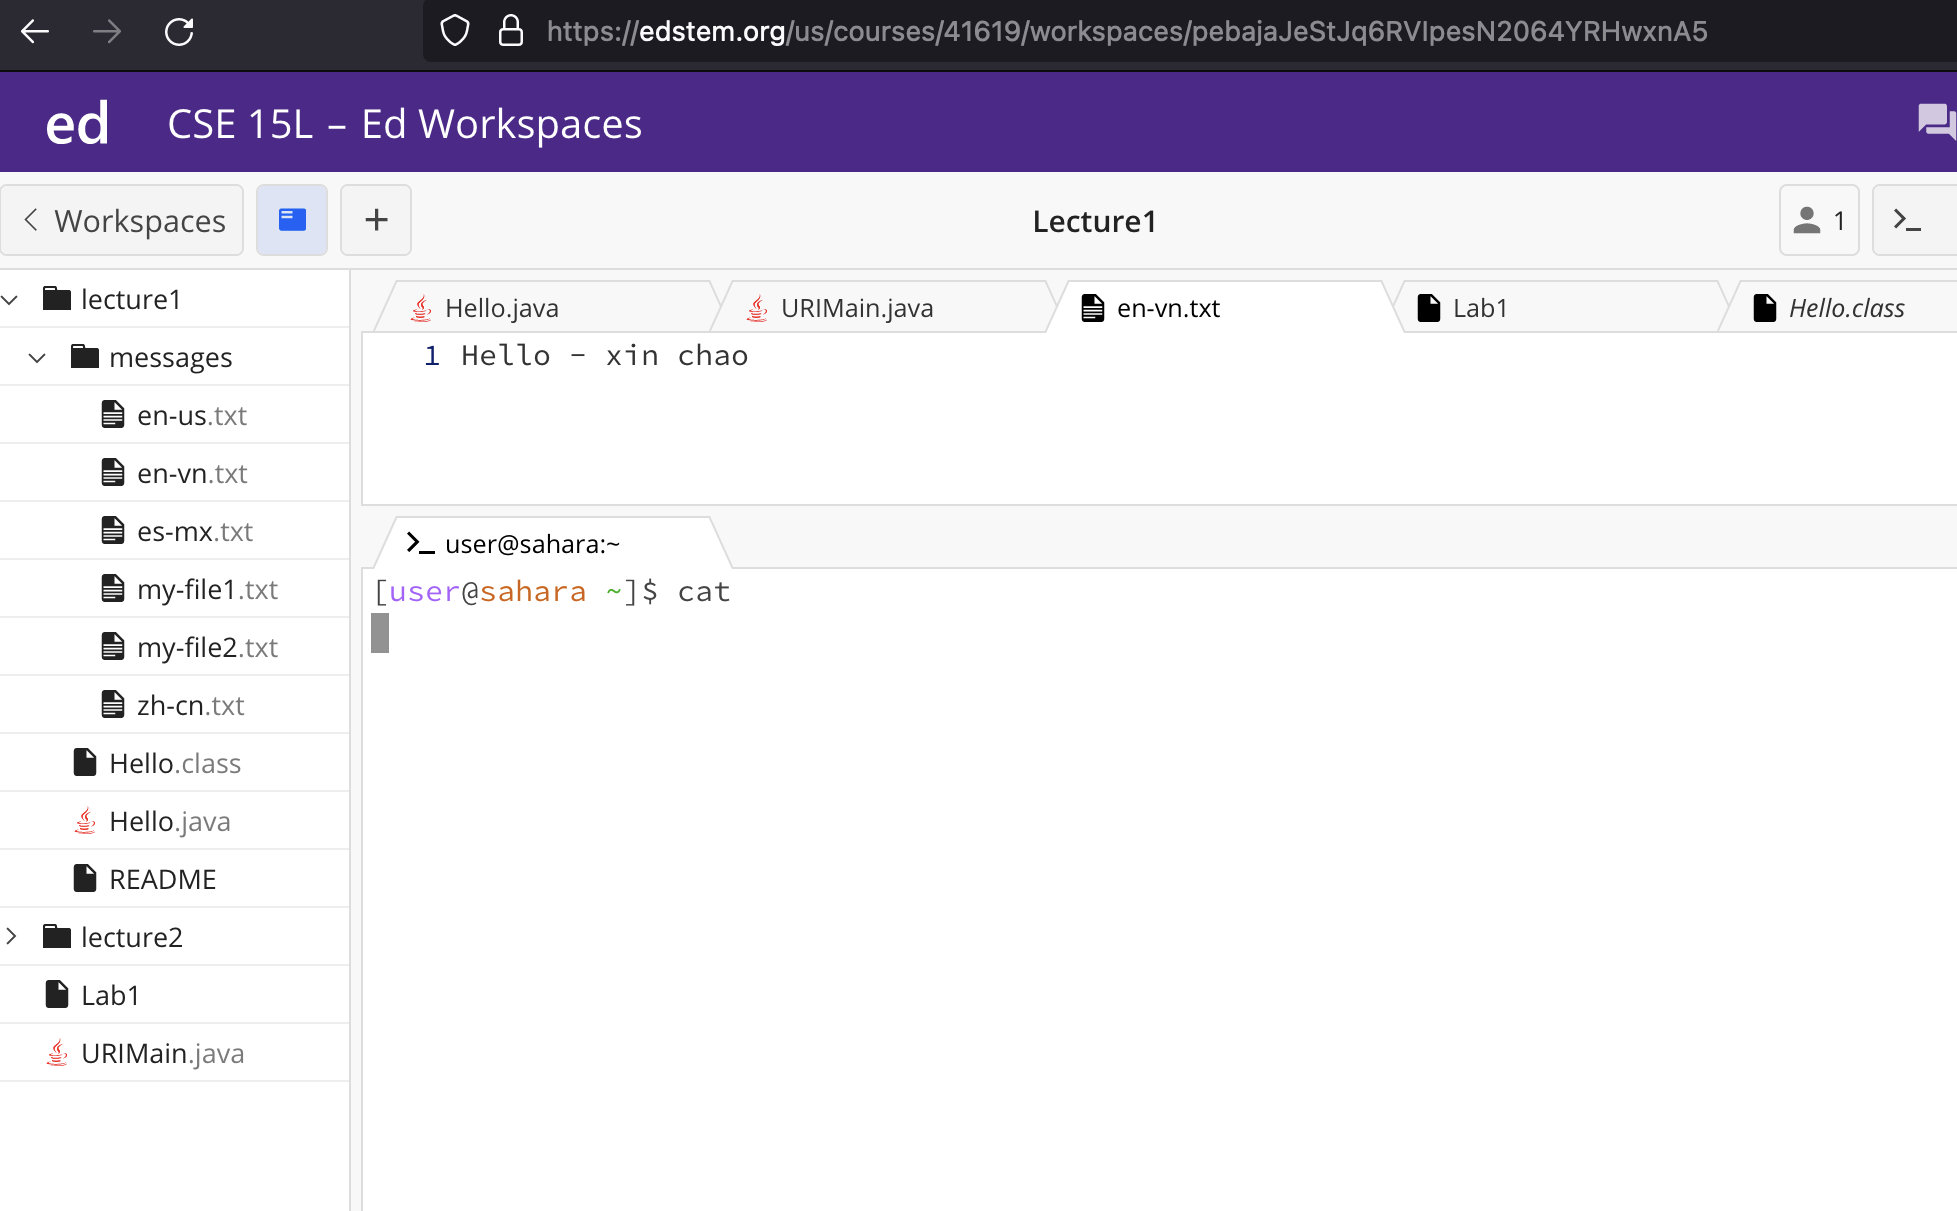 https://edstem.org/us/courses/41619/workspaces/pebajaJeStJq6RVIpesN2064YRHwxnA5
ed CSE 15L – Ed Workspaces
Workspaces + Lecture1 1
lecture1
messages
en-us.txt
en-vn.txt
es-mx.txt
my-file1.txt
my-file2.txt
zh-cn.txt
Hello.class
Hello.java
README
lecture2
Lab1
URIMain.java
Hello.java URIMain.java en-vn.txt Lab1 Hello.class
1 Hello - xin chao
>_ user@sahara:~
[user@sahara ~]$ cat